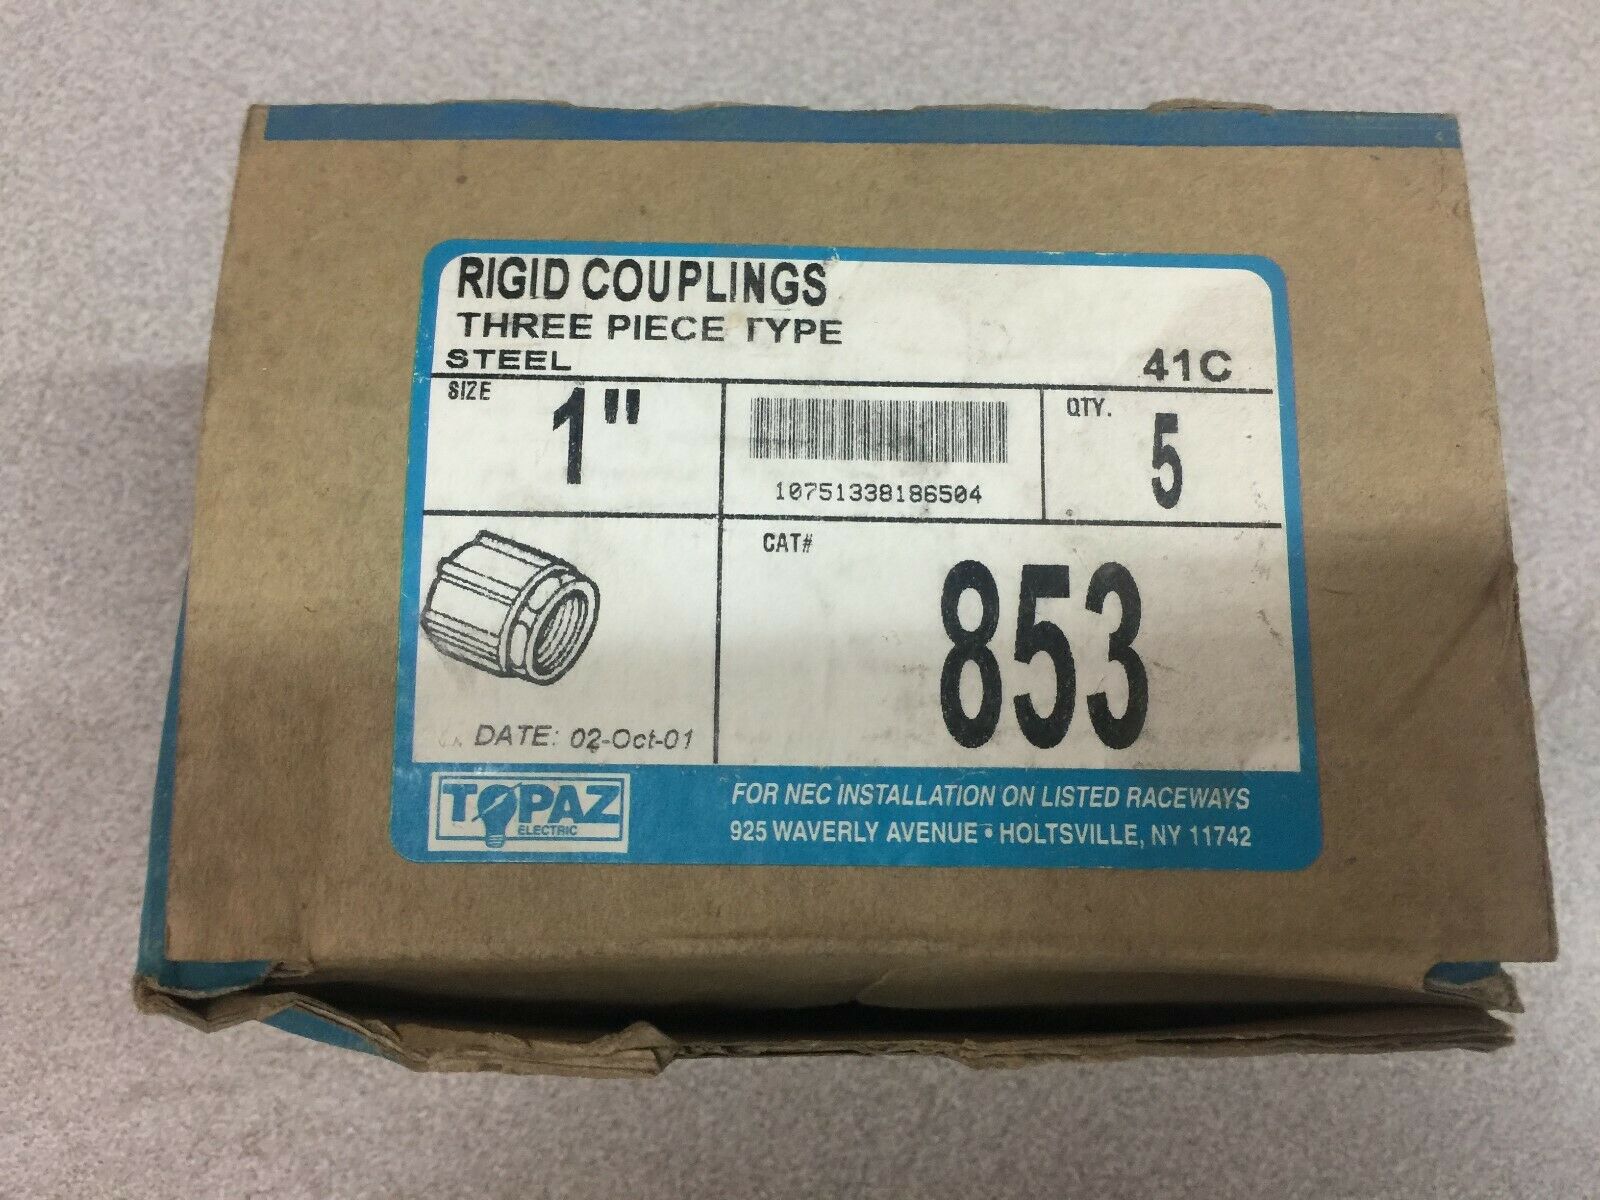 RIGID COUPLINGS
THREE PIECE TYPE
STEEL
41C
SIZE
1"
10751338186504
QTY.
5
CAT#
853
DATE: 02-Oct-01
TOPAZ
ELECTRIC
FOR NEC INSTALLATION ON LISTED RACEWAYS
925 WAVERLY AVENUE • HOLTSVILLE, NY 11742